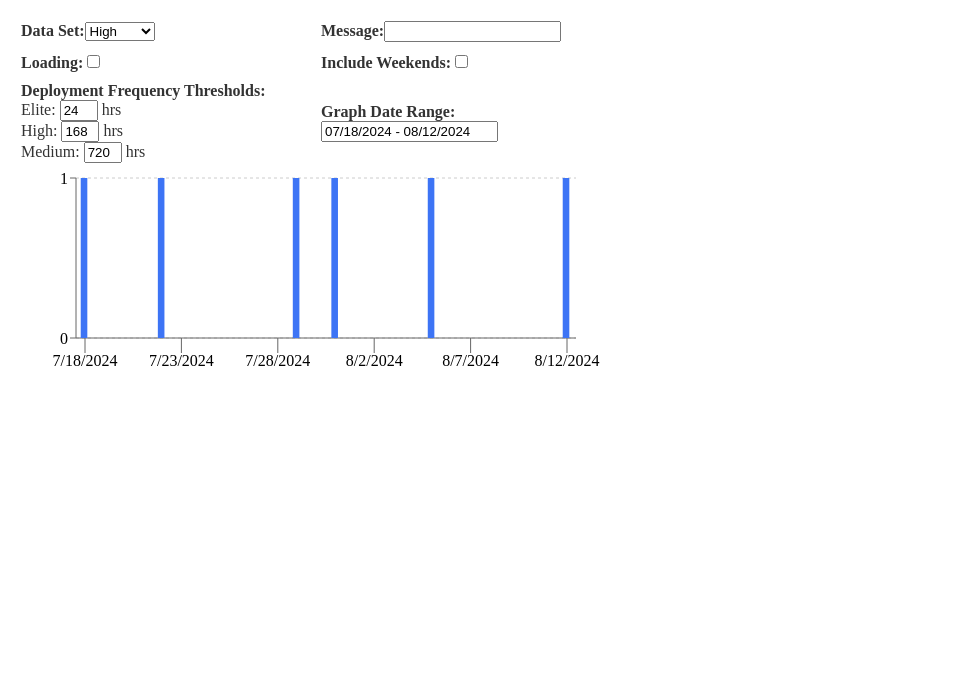 Data Set: High
Message:
Loading:
Include Weekends:
Deployment Frequency Thresholds:
Elite: 24 hrs
High: 168 hrs
Medium: 720 hrs
Graph Date Range:
07/18/2024 - 08/12/2024
1
0
7/18/2024 7/23/2024 7/28/2024 8/2/2024 8/7/2024 8/12/2024